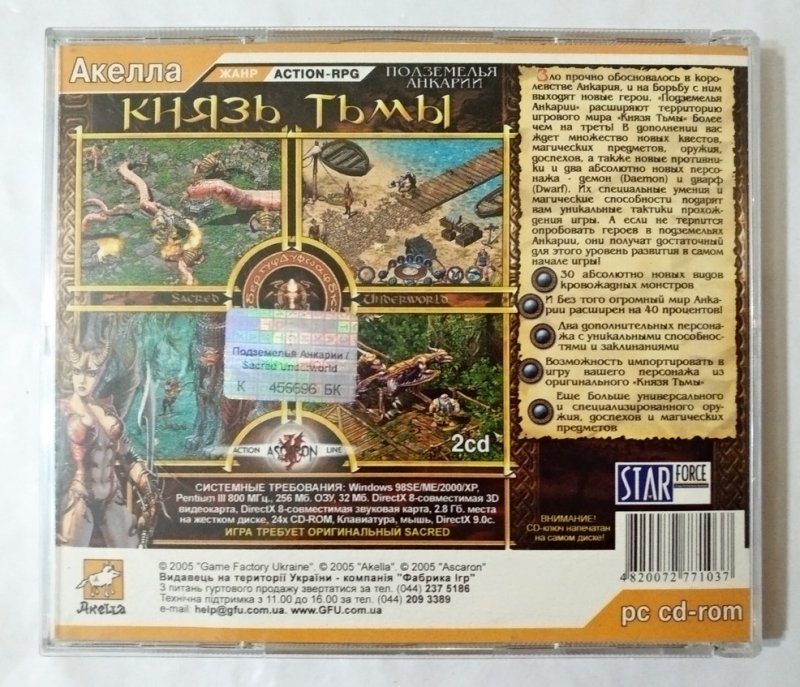 Акелла
ЖАНР ACTION-RPG
ПОДЗЕМЕЛЬЯ
АНКАРИИ
КНЯЗЬ ТЬМЫ
Зло прочно обосновалось в коро-
левстве Анкария, и на борьбу с ним
выходят новые герои. «Подземелья
Анкарии» расширяют территорию
игрового мира «Князь Тьмы» более
чем на треть! В дополнении вас
ждет множество новых квестов,
магических предметов, оружия,
доспехов, а также новые противни-
ки и два абсолютно новых персо-
нажа - демон (Daemon) и дварф
(Dwarf). Их специальные умения и
магические способности подарят
вам уникальные тактики прохож-
дения игры. А если не терпится
опробовать героев в подземельях
Анкарии, они получат достаточный
для этого уровень развития в самом
начале игры!
30 абсолютно новых видов
кровожадных монстров
И без того огромный мир Анка-
рии расширен на 40 процентов!
Два дополнительных персона-
жа с уникальными способнос-
тями и заклинаниями
Возможность импортировать в
игру вашего персонажа из
оригинального «Князь Тьмы»
Еще больше универсального
и специализированного ору-
жия, доспехов и магических
предметов
SACRED UNDERWORLD
Подземелья Анкарии /
Sacred Underworld
К 456696 БК
ACTION ASCARON LINE
2cd
СИСТЕМНЫЕ ТРЕБОВАНИЯ: Windows 98SE/ME/2000/XP,
Pentium III 800 МГц, 256 Мб. ОЗУ, 32 Мб. DirectX 8-совместимая 3D
видеокарта, DirectX 8-совместимая звуковая карта, 2.8 Гб. места
на жестком диске, 24x CD-ROM, Клавиатура, мышь, DirectX 9.0c.
ИГРА ТРЕБУЕТ ОРИГИНАЛЬНЫЙ SACRED
STAR FORCE
ВНИМАНИЕ!
CD-ключ напечатан
на самом диске!
4 820072 771037
© 2005 "Game Factory Ukraine". © 2005 "Akella". © 2005 "Ascaron"
Видавець на території України - компанія "Фабрика Ігр"
З питань гуртового продажу звертатися за тел. (044) 237 5186
Технічна підтримка з 11.00 до 16.00 за тел. (044) 209 3389
e-mail: help@gfu.com.ua. www.GFU.com.ua
Акелла
pc cd-rom